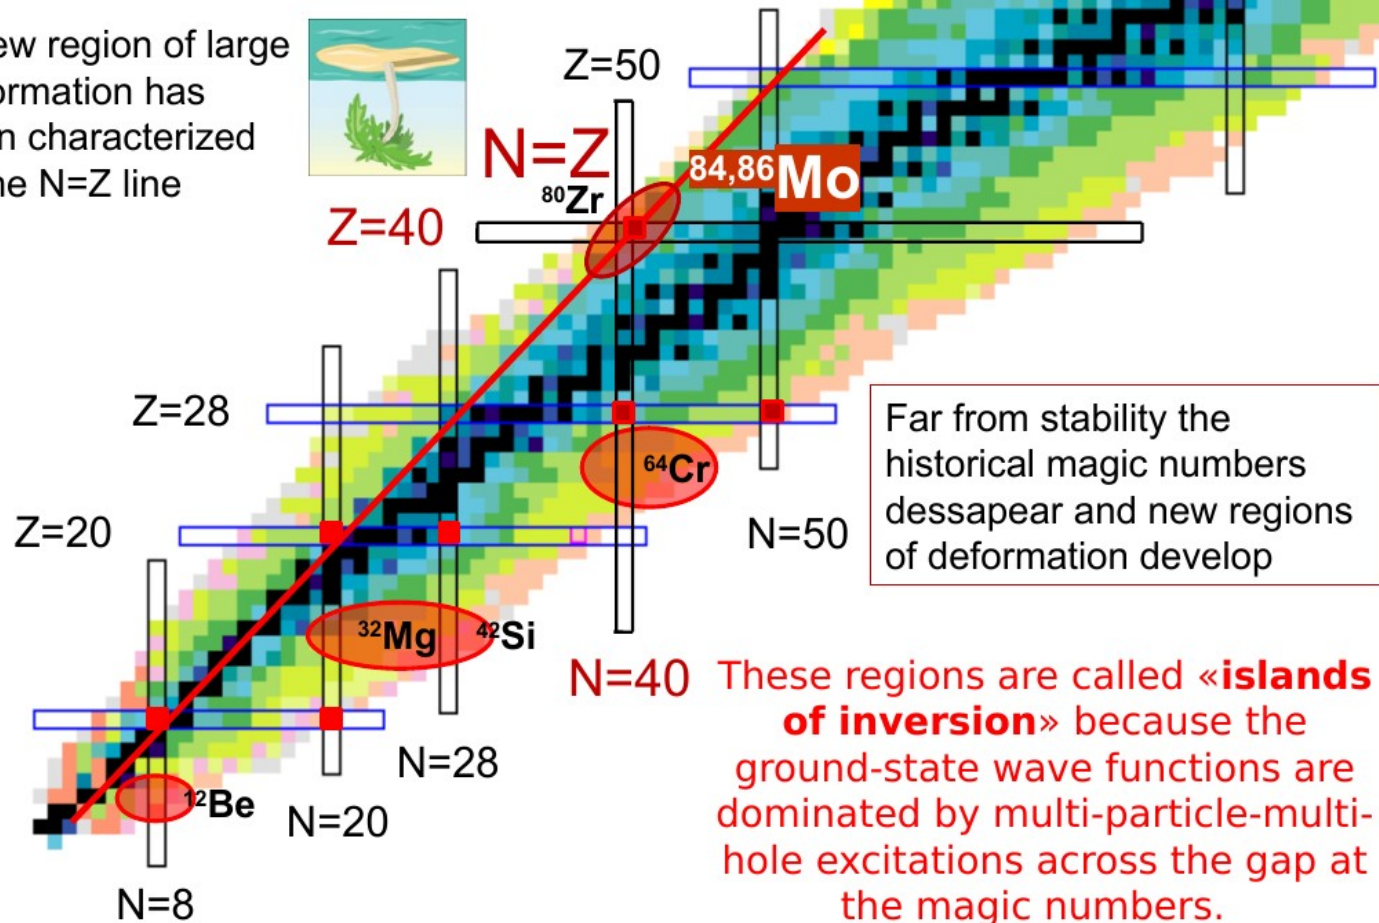 ew region of large
ormation has
n characterized
ne N=Z line
Z=50
N=Z
84,86Mo
80Zr
Z=40
Z=28
64Cr
Far from stability the
historical magic numbers
dessapear and new regions
of deformation develop
Z=20
N=50
32Mg
42Si
N=40
These regions are called «islands
of inversion» because the
ground-state wave functions are
dominated by multi-particle-multi-
hole excitations across the gap at
the magic numbers.
N=28
12Be
N=20
N=8